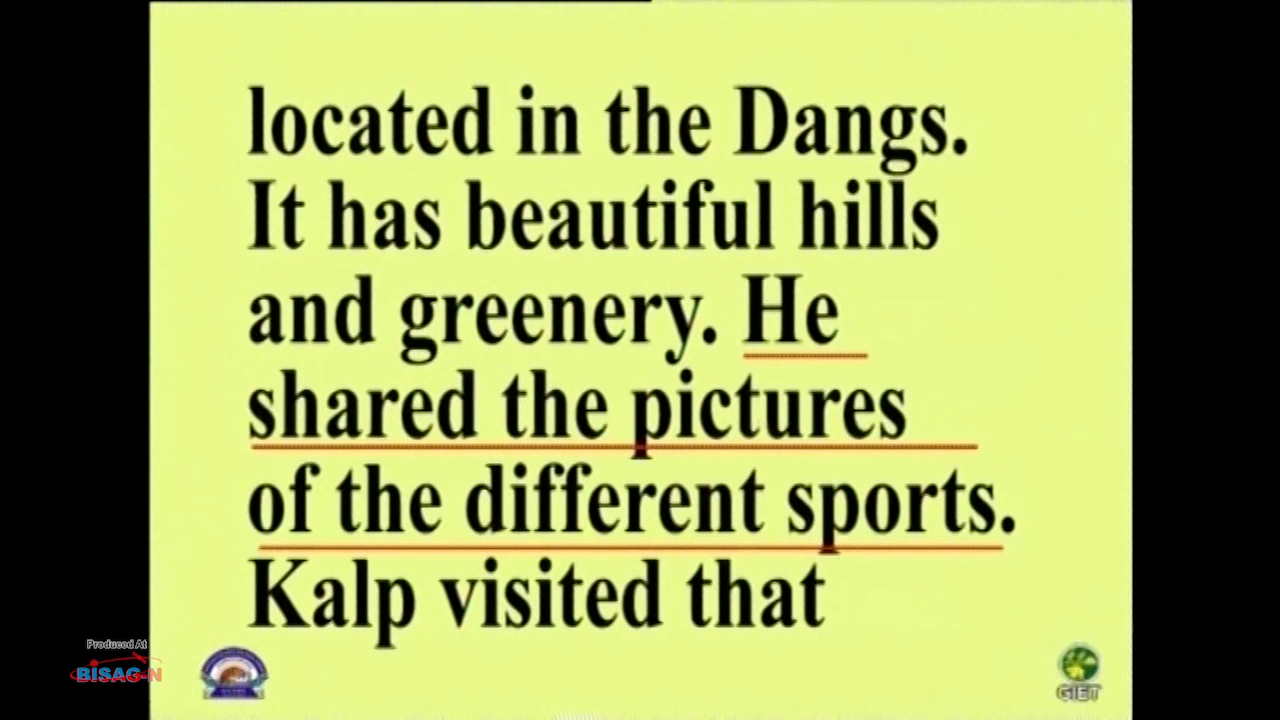 located in the Dangs.
It has beautiful hills
and greenery. He
shared the pictures
of the different sports.
Kalp visited that
Produced At
BISAG-N
GIET